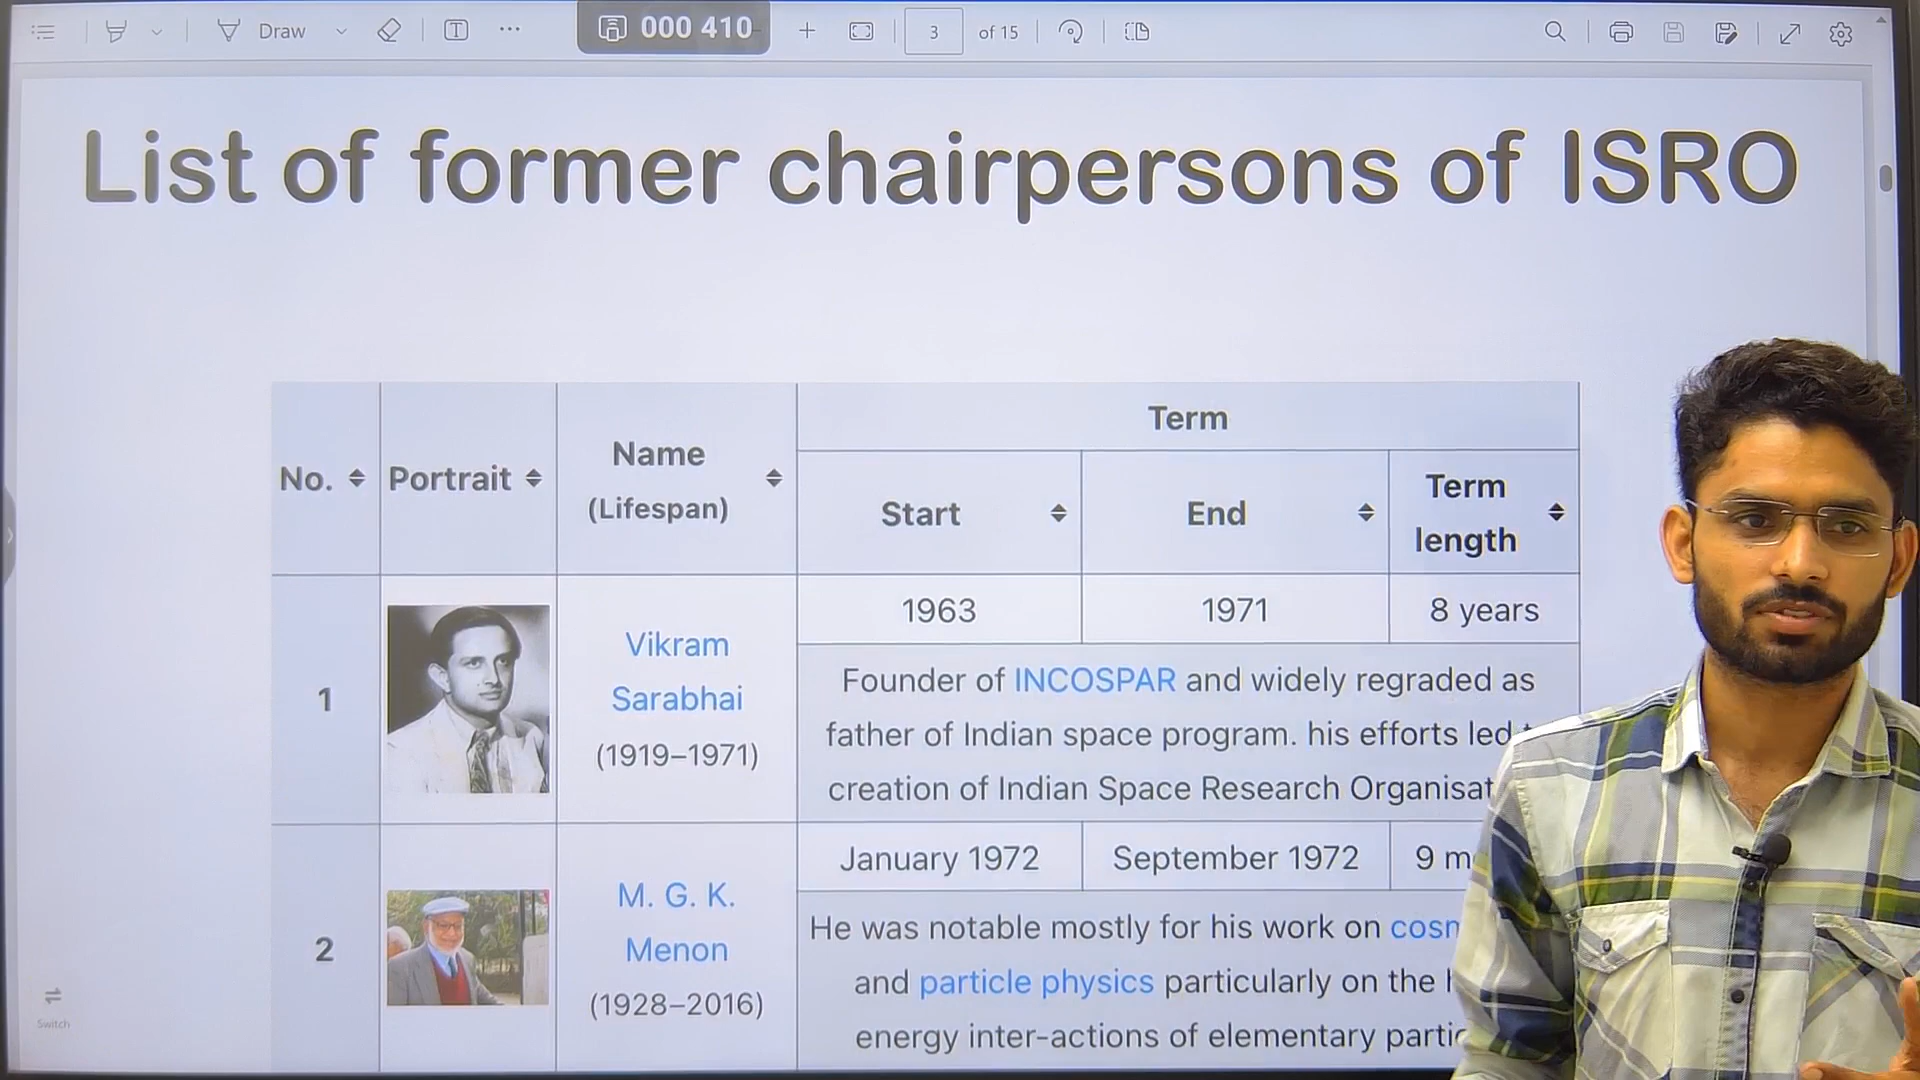 Draw
000 410
3 of 15
List of former chairpersons of ISRO
No.
Portrait
Name
(Lifespan)
Term
Start
End
Term
length
1
Vikram
Sarabhai
(1919–1971)
1963
1971
8 years
Founder of INCOSPAR and widely regraded as
father of Indian space program. his efforts led
creation of Indian Space Research Organisat
2
M. G. K.
Menon
(1928–2016)
January 1972
September 1972
9 m
He was notable mostly for his work on cosm
and particle physics particularly on the h
energy inter-actions of elementary partic
Switch